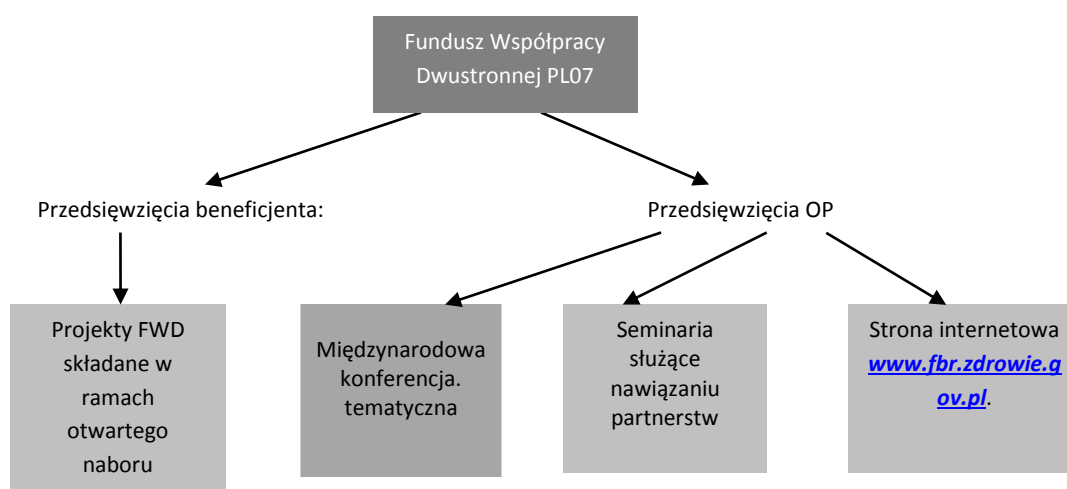 Fundusz Współpracy
Dwustronnej PL07
Przedsięwzięcia beneficjenta:
Przedsięwzięcia OP
Projekty FWD
składane w
ramach
otwartego
naboru
Międzynarodowa
konferencja.
tematyczna
Seminaria
służące
nawiązaniu
partnerstw
Strona internetowa
www.fbr.zdrowie.g
ov.pl.